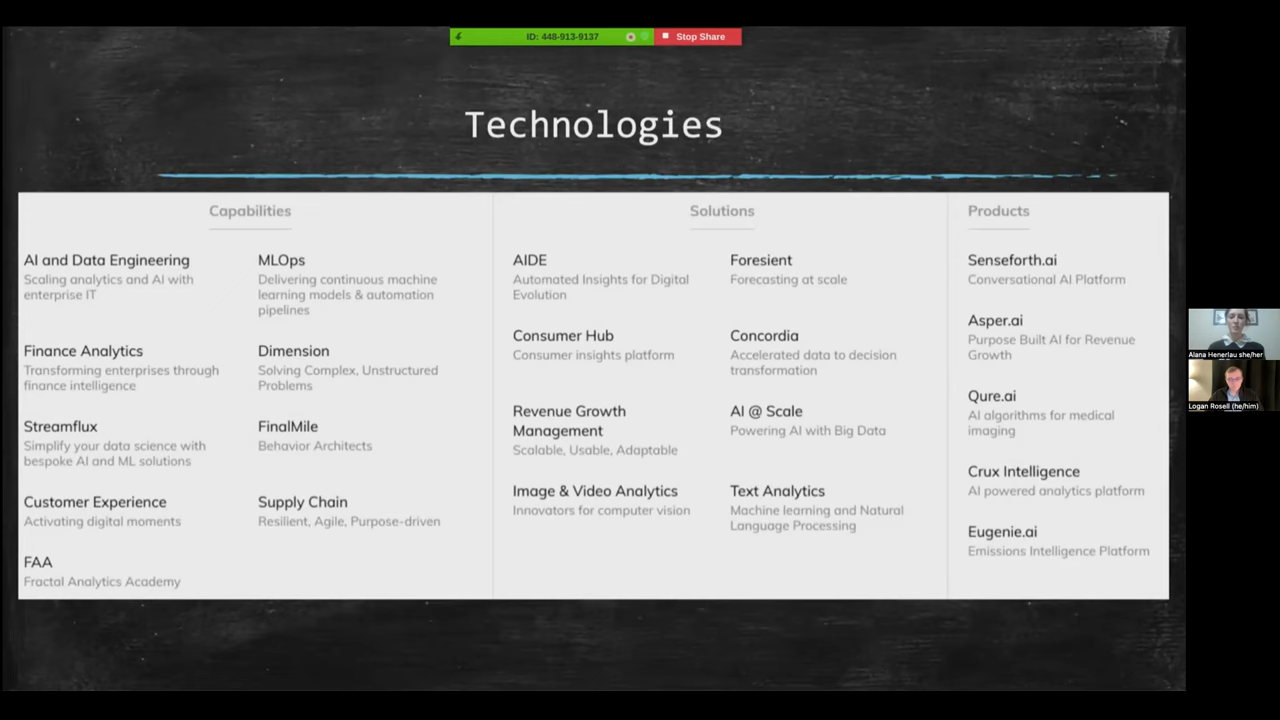 ID: 448-913-9137
Stop Share
Technologies
Capabilities
AI and Data Engineering
Scaling analytics and AI with
enterprise IT
MLOps
Delivering continuous machine
learning models & automation
pipelines
Finance Analytics
Transforming enterprises through
finance intelligence
Dimension
Solving Complex, Unstructured
Problems
Streamflux
Simplify your data science with
bespoke AI and ML solutions
FinalMile
Behavior Architects
Customer Experience
Activating digital moments
Supply Chain
Resilient, Agile, Purpose-driven
FAA
Fractal Analytics Academy
Solutions
AIDE
Automated Insights for Digital
Evolution
Foresient
Forecasting at scale
Consumer Hub
Consumer insights platform
Concordia
Accelerated data to decision
transformation
Revenue Growth
Management
Scalable, Usable, Adaptable
AI @ Scale
Powering AI with Big Data
Image & Video Analytics
Innovators for computer vision
Text Analytics
Machine learning and Natural
Language Processing
Products
Senseforth.ai
Conversational AI Platform
Asper.ai
Purpose Built AI for Revenue
Growth
Qure.ai
AI algorithms for medical
imaging
Crux Intelligence
AI powered analytics platform
Eugenie.ai
Emissions Intelligence Platform
Alana Henerlau she/her
Logan Rosell (he/him)